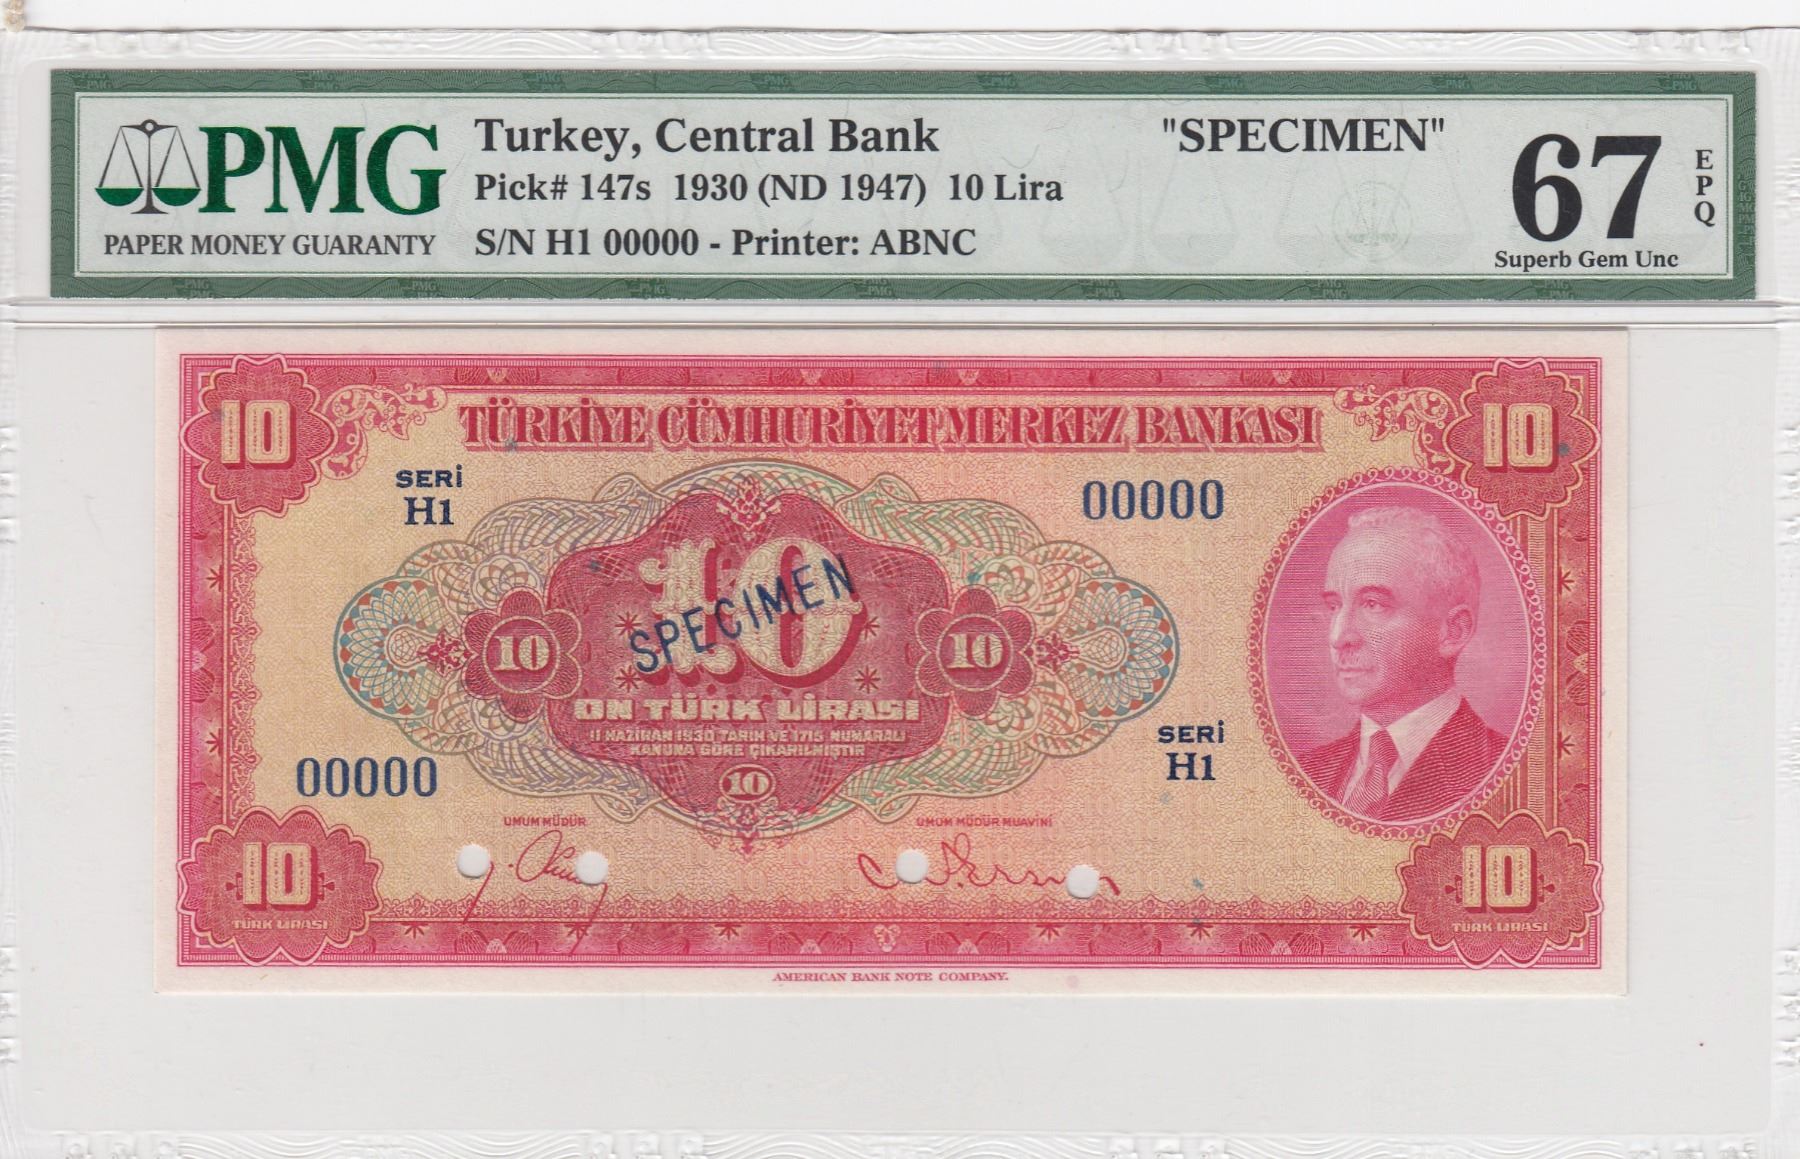 PMG
PAPER MONEY GUARANTY
Turkey, Central Bank "SPECIMEN"
Pick# 147s 1930 (ND 1947) 10 Lira
S/N H1 00000 - Printer: ABNC
67
EPQ
Superb Gem Unc
10 TÜRKİYE CÜMHURİYET MERKEZ BANKASI 10
SERİ
H1
00000
10
SPECIMEN
10
10
ON TÜRK LİRASI
11 HAZİRAN 1930 TARİH VE 1715 NUMARALI
KANUNA GÖRE ÇIKARILMIŞTIR
SERİ
H1
00000
10
UMUM MÜDÜR
UMUM MÜDÜR MUAVİNİ
10
TÜRK LİRASI
10
TÜRK LİRASI
AMERICAN BANK NOTE COMPANY.